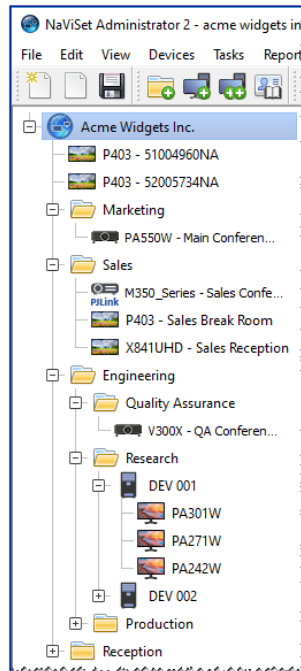 NaViSet Administrator 2 - acme widgets in
File Edit View Devices Tasks Report
Acme Widgets Inc.
P403 - 51004960NA
P403 - 52005734NA
Marketing
PA550W - Main Conferen...
Sales
PJLink M350_Series - Sales Confe...
P403 - Sales Break Room
X841UHD - Sales Reception
Engineering
Quality Assurance
V300X - QA Conferen...
Research
DEV 001
PA301W
PA271W
PA242W
DEV 002
Production
Reception